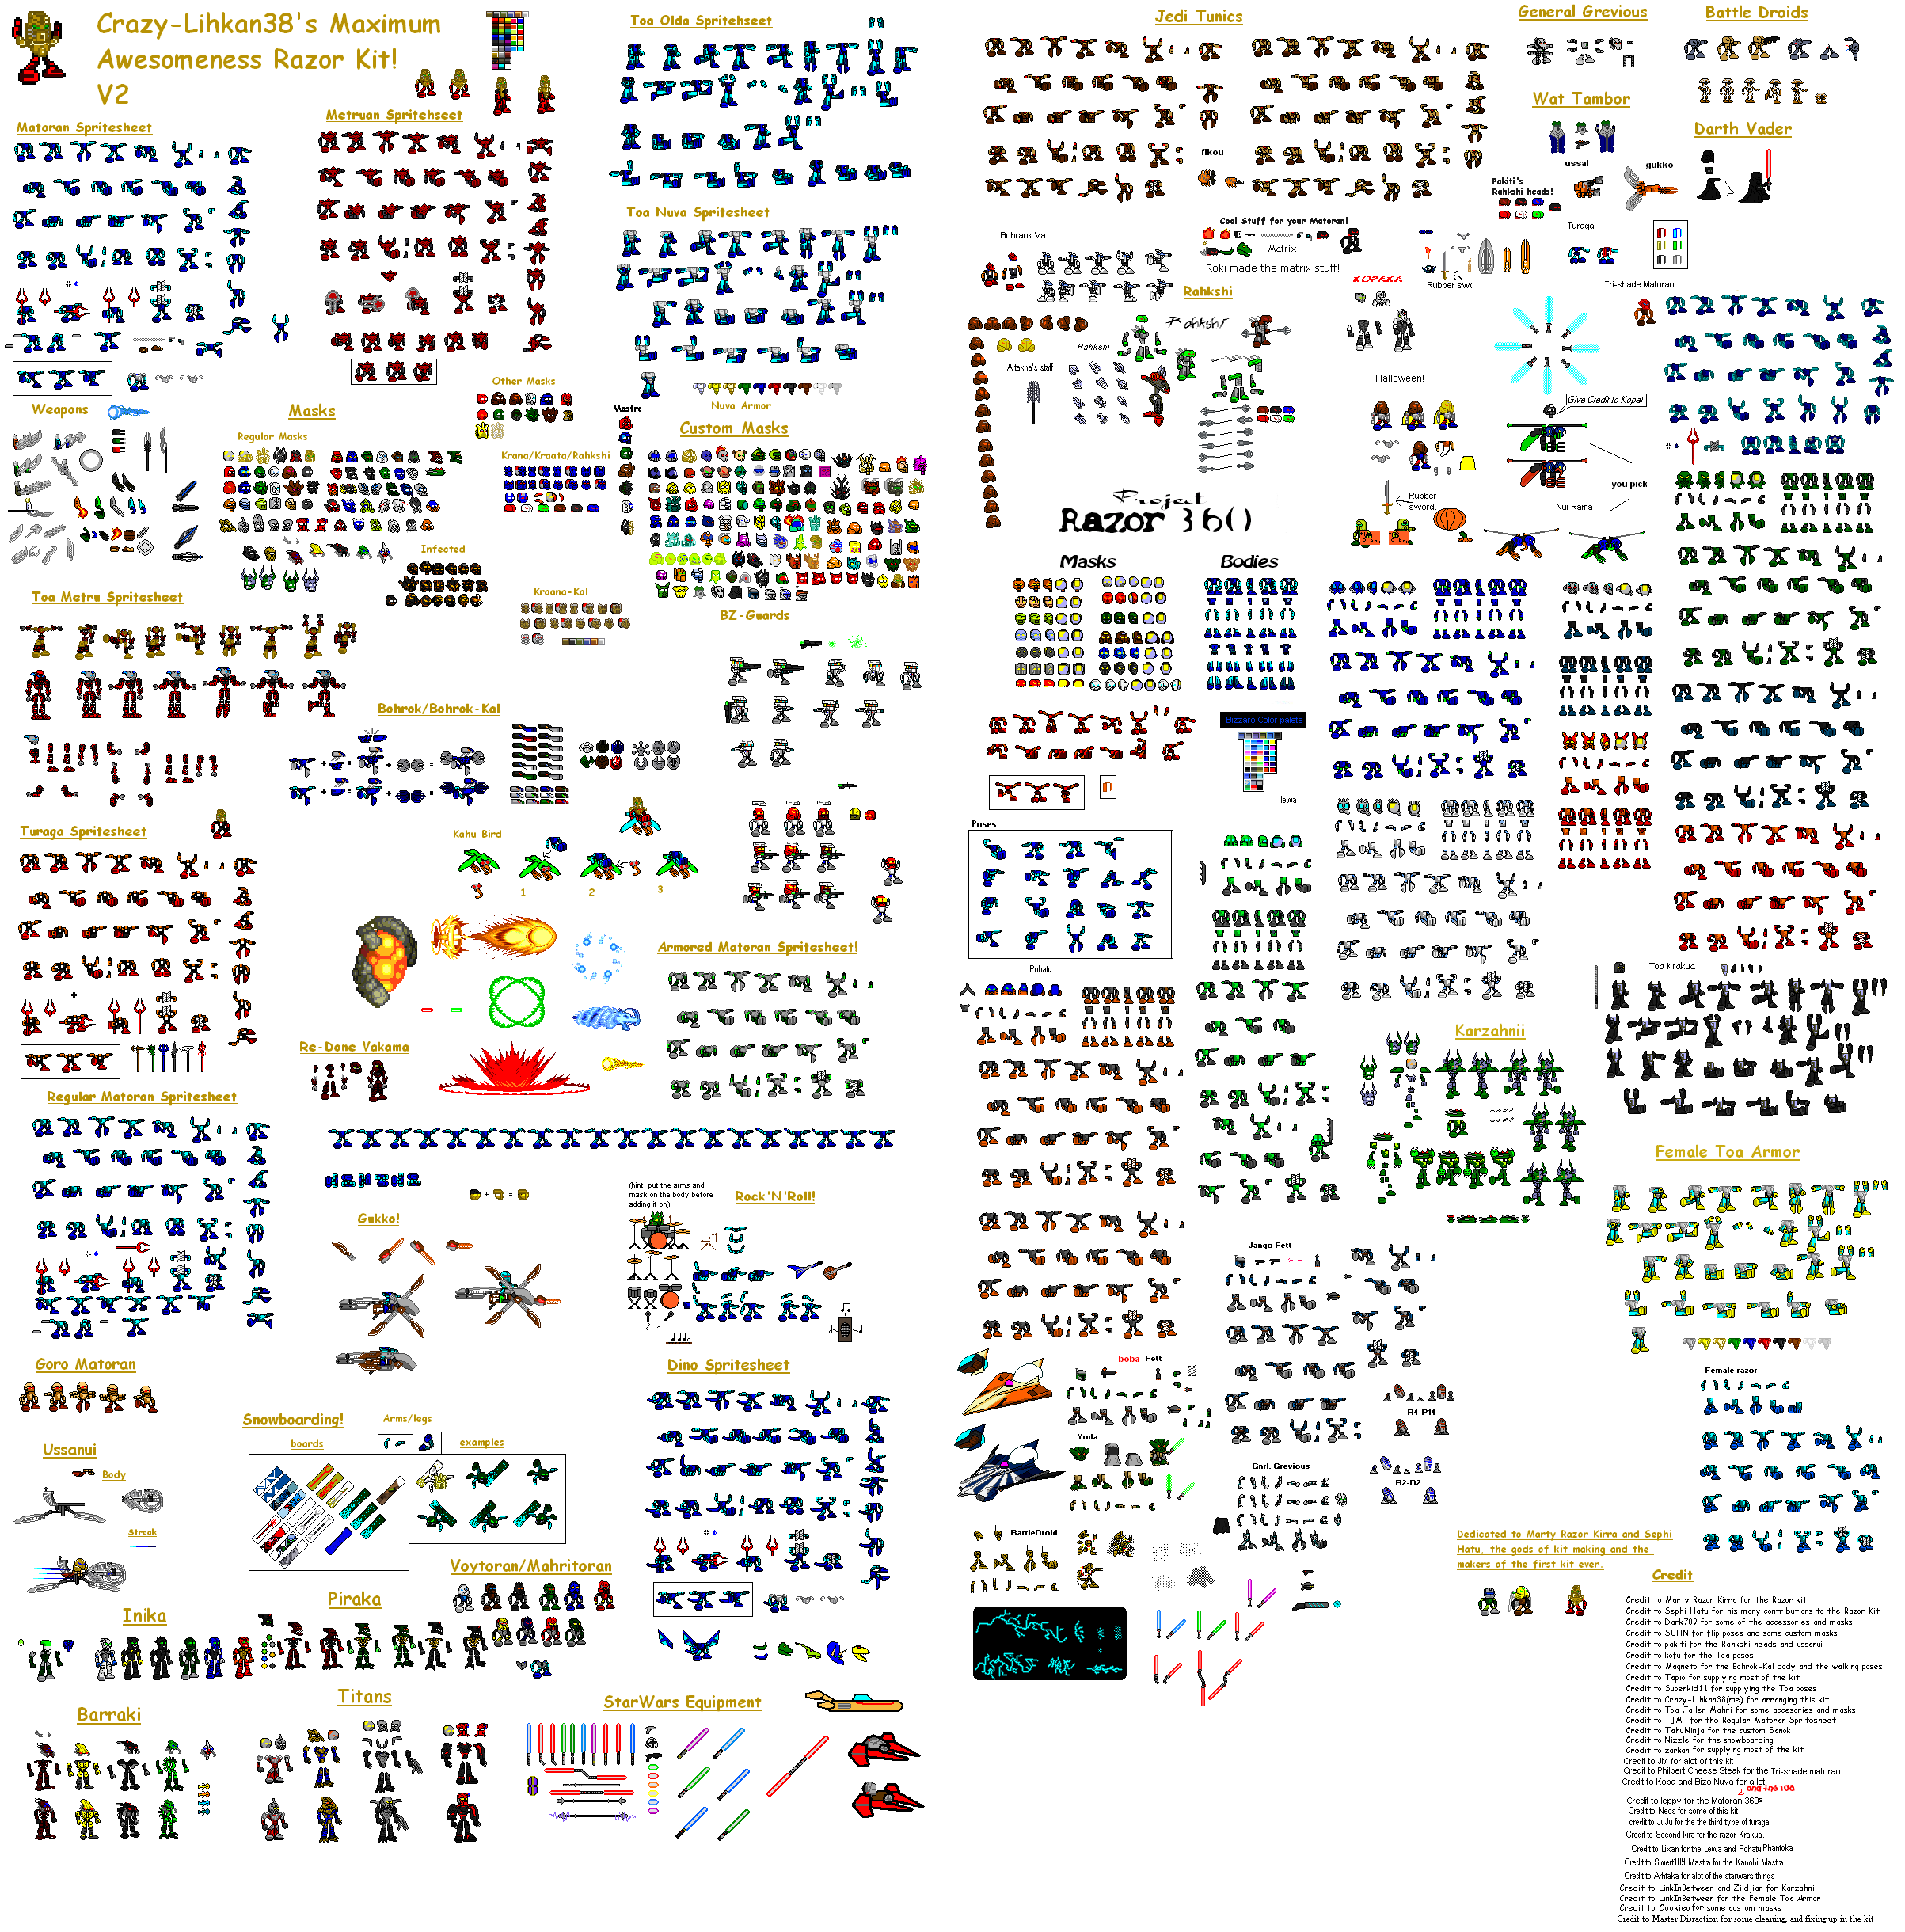 Crazy-Lihkan38's Maximum
Awesomeness Razor Kit!
V2
Matoran Spritesheet
Metruan Spritehseet
Toa Olda Spritehseet
Toa Nuva Spritesheet
Nuva Armor
Weapons
Masks
Regular Masks
Other Masks
Mastre
Krana/Kraata/Rahkshi
Custom Masks
Infected
Kraana-Kal
BZ-Guards
Toa Metru Spritesheet
Bohrok/Bohrok-Kal
Turaga Spritesheet
Kahu Bird
1
2
3
Armored Matoran Spritesheet!
Re-Done Vakama
Regular Matoran Spritesheet
Gukko!
(hint: put the arms and
mask on the body before
adding it on)
Rock'N'Roll!
Goro Matoran
Dino Spritesheet
Snowboarding!
Arms/legs
boards
examples
Ussanui
Body
Streak
Voytoran/Mahritoran
Inika
Piraka
Barraki
Titans
StarWars Equipment
Jedi Tunics
fikou
General Grevious
Battle Droids
Wat Tambor
Darth Vader
ussal
gukko
Pakiti's
Rahkshi heads!
Cool Stuff for your Matoran!
Matrix
Roki made the matrix stuff!
Bohraok Va
Turaga
Rubber swo
KOPAKA
Tri-shade Matoran
Rahkshi
Rahkshi
Rahkshi
Artakha's staff
Halloween!
Give Credit to Kopa!
you pick
Nui-Rama
Rubber
sword.
Project
Razor 360
Masks
Bodies
Bizzaro Color palete
lewa
Poses
Pohatu
Toa Krakua
Karzahnii
Female Toa Armor
Jango Fett
boba Fett
Yoda
Gnrl. Grevious
R4-P14
R2-D2
BattleDroid
Female razor
Dedicated to Marty Razor Kirra and Sephi
Hatu, the gods of kit making and the
makers of the first kit ever.
Credit
Credit to Marty Razor Kirra for the Razor kit
Credit to Sephi Hatu for his many contributions to the Razor Kit
Credit to Dark709 for some of the accessories and masks
Credit to SUHN for flip poses and some custom masks
Credit to pakiti for the Rahkshi heads and ussanui
Credit to kofu for the Toa poses
Credit to Magneto for the Bohrok-Kal body and the walking poses
Credit to Tapio for supplying most of the kit
Credit to Superkid11 for supplying the Toa poses
Credit to Crazy-Lihkan38(me) for arranging this kit
Credit to Toa Jaller Mahri for some accesories and masks
Credit to -JM- for the Regular Matoran Spritesheet
Credit to TahuNinja for the custom Sanok
Credit to Nizzle for the snowboarding
Credit to zarkan for supplying most of the kit
Credit to JM for alot of this kit
Credit to Philbert Cheese Steak for the Tri-shade matoran
Credit to Kopa and Bizo Nuva for a lot
and the toa
Credit to leppy for the Matoran 360s
Credit to Neos for some of this kit
credit to JuJu for the the third type of turaga
Credit to Second kira for the razor Krakua.
Credit to Lixan for the Lewa and Pohatu Phantoka
Credit to Swert109 Mastra for the Kanohi Mastra
Credit to Arhtaka for alot of the starwars things
Credit to LinkInBetween and Zildjian for Karzahnii
Credit to LinkInBetween for the Female Toa Armor
Credit to Cookieo for some custom masks
Credit to Master Disraction for some cleaning, and fixing up in the kit